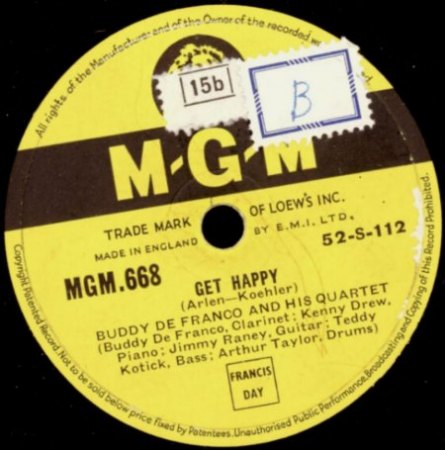 All rights of the Manufacturer and of the Owner of the recorded
15b
B
M-G-M
TRADE MARK OF LOEW'S INC.
MADE IN ENGLAND BY E.M.I. LTD.
52-S-112
MGM.668
GET HAPPY
(Arlen—Koehler)
BUDDY DE FRANCO AND HIS QUARTET
(Buddy De Franco, Clarinet; Kenny Drew,
Piano; Jimmy Raney, Guitar; Teddy
Kotick, Bass; Arthur Taylor, Drums)
FRANCIS
DAY
Copyright Patented Record. Not to be sold below price fixed by Patentees. Unauthorised Public Performance, Broadcasting and Copying of this Record Prohibited.